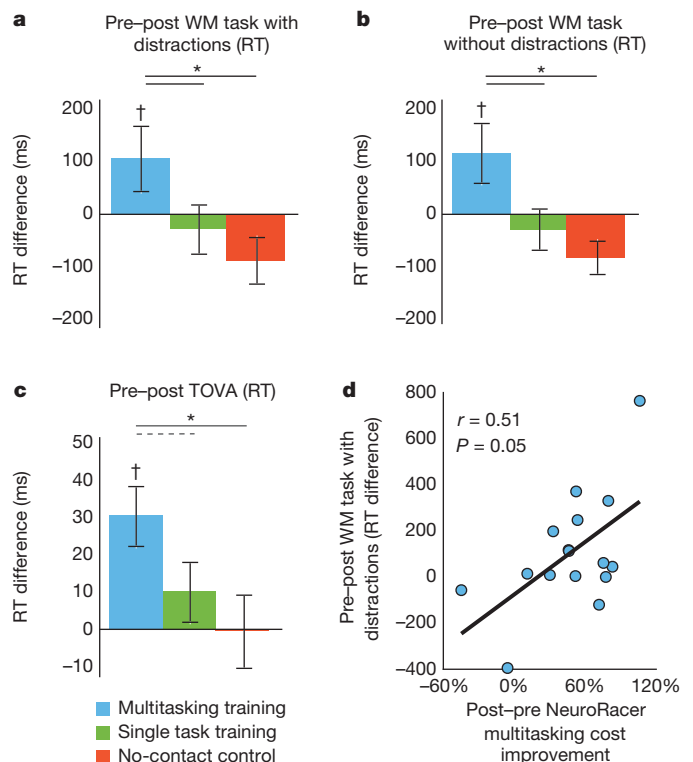 a
Pre–post WM task with
distractions (RT)
*
†
RT difference (ms)
200
100
0
–100
–200
b
Pre–post WM task
without distractions (RT)
*
†
RT difference (ms)
200
100
0
–100
–200
c
Pre–post TOVA (RT)
*
†
RT difference (ms)
50
40
30
20
10
0
–10
Multitasking training
Single task training
No-contact control
d
r = 0.51
P = 0.05
Pre–post WM task with
distractions (RT difference)
800
600
400
200
0
–200
–400
–60%
0%
60%
120%
Post–pre NeuroRacer
multitasking cost
improvement